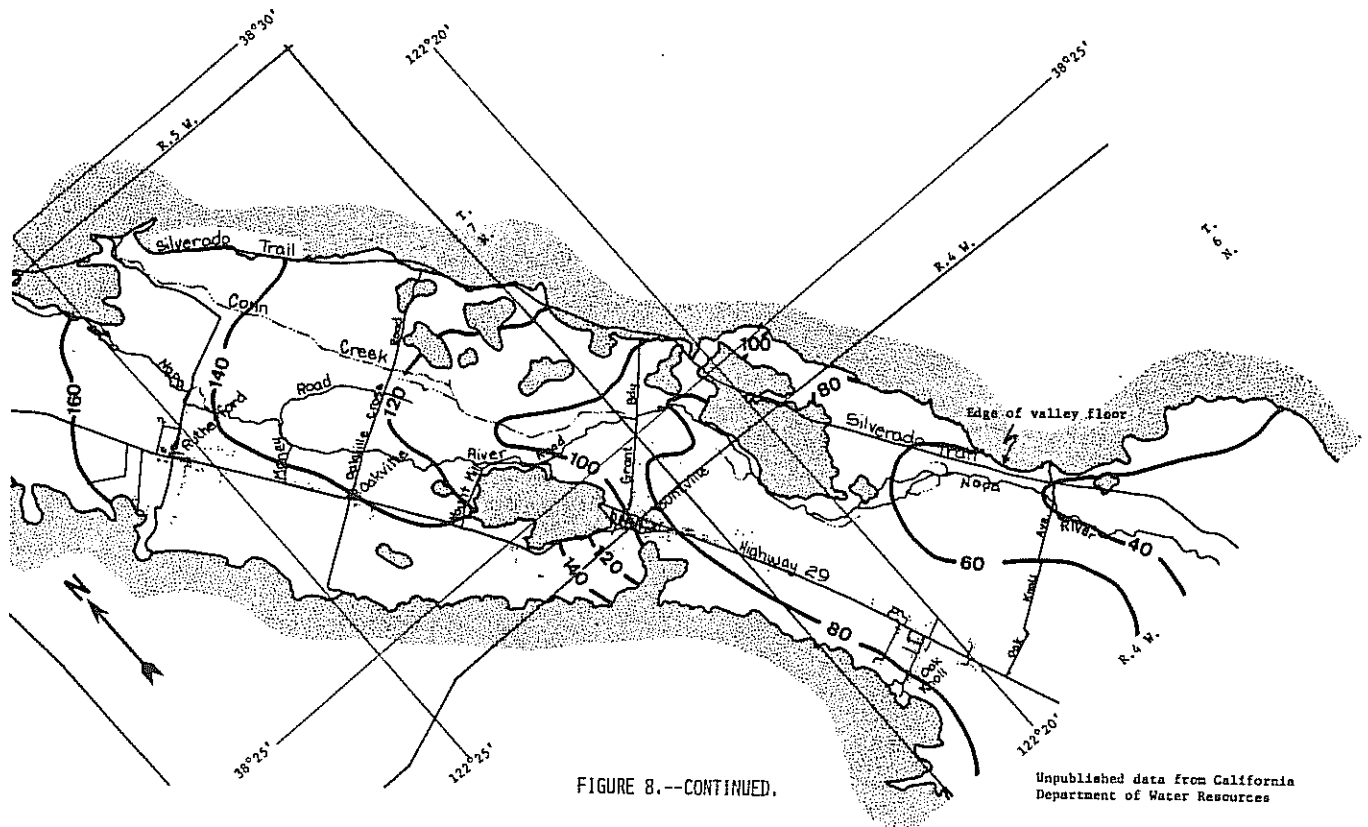 38°30'
122°20'
38°25'
R.5 W.
T.
7
N.
R.4 W.
T.
6
N.
Silverado Trail
Conn
Creek
Road
Road
Napa
Rutherford
160
140
120
100
100
80
Oakville Cross
Oakville
River
Road
Grant Bdy
Yountville
Silverado
Trail
Edge of valley floor
Napa
River
40
60
Highway 29
140
120
80
Oak
Knoll
Oak Knoll Ave
R.4 W.
N
38°25'
122°25'
122°20'
FIGURE 8.--CONTINUED.
Unpublished data from California
Department of Water Resources